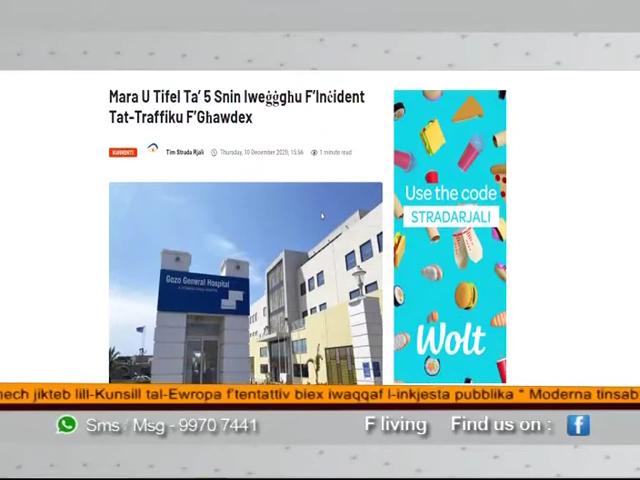 Mara U Tifel Ta' 5 Snin Iweġġgħu F'Inċident
Tat-Traffiku F'Għawdex
KURRENTI
Tim Strada Rjali
Thursday, 10 December 2020, 15:56
1 minute read
Gozo General Hospital
Use the code
STRADARJALI
Wolt
nech jikteb lill-Kunsill tal-Ewropa f'tentattiv biex iwaqqaf l-inkjesta pubblika * Moderna tinsab
Sms / Msg - 9970 7441
F living
Find us on :